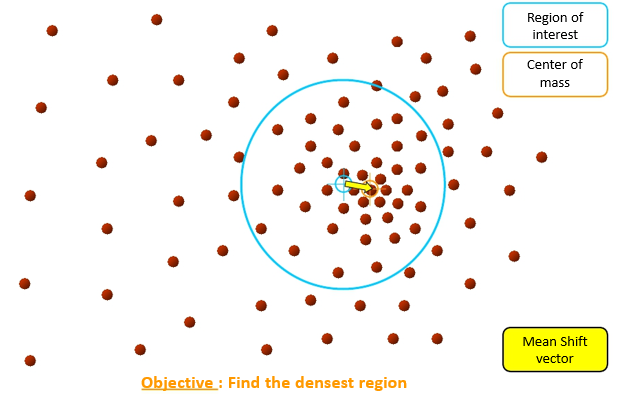 Region of
interest
Center of
mass
Mean Shift
vector
Objective : Find the densest region